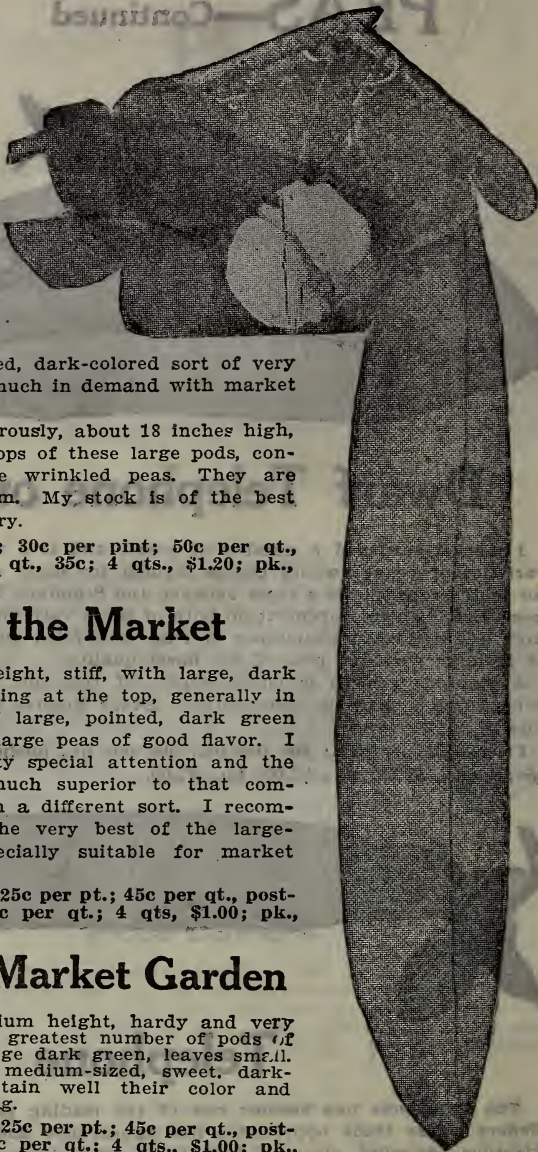 ed, dark-colored sort of very
much in demand with market
rously, about 18 inches high,
ops of these large pods, con-
e wrinkled peas. They are
m. My stock is of the best
ry.
; 30c per pint; 50c per qt.,
qt., 35c; 4 qts., $1.20; pk.,
the Market
eight, stiff, with large, dark
ing at the top, generally in
large, pointed, dark green
large peas of good flavor. I
ty special attention and the
much superior to that com-
n a different sort. I recom-
he very best of the large-
ecially suitable for market
25c per pt.; 45c per qt., post-
c per qt.; 4 qts, $1.00; pk.,
Market Garden
ium height, hardy and very
greatest number of pods of
ge dark green, leaves small.
medium-sized, sweet, dark-
tain well their color and
g.
25c per pt.; 45c per qt., post-
c per qt.; 4 qts., $1.00; pk.,